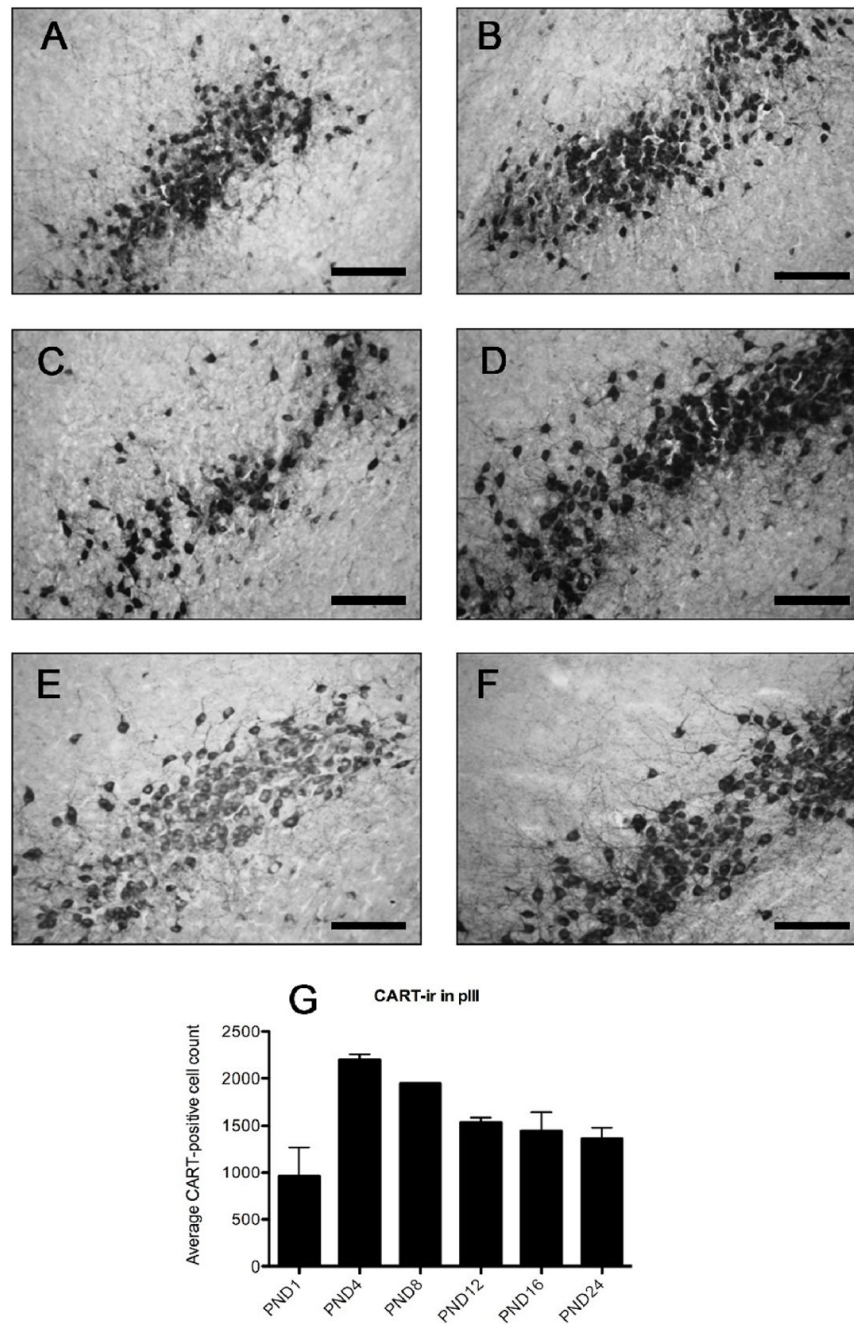 A
B
C
D
E
F
G
CART-ir in pIII
Average CART-positive cell count
2500
2000
1500
1000
500
0
PND1
PND4
PND8
PND12
PND16
PND24